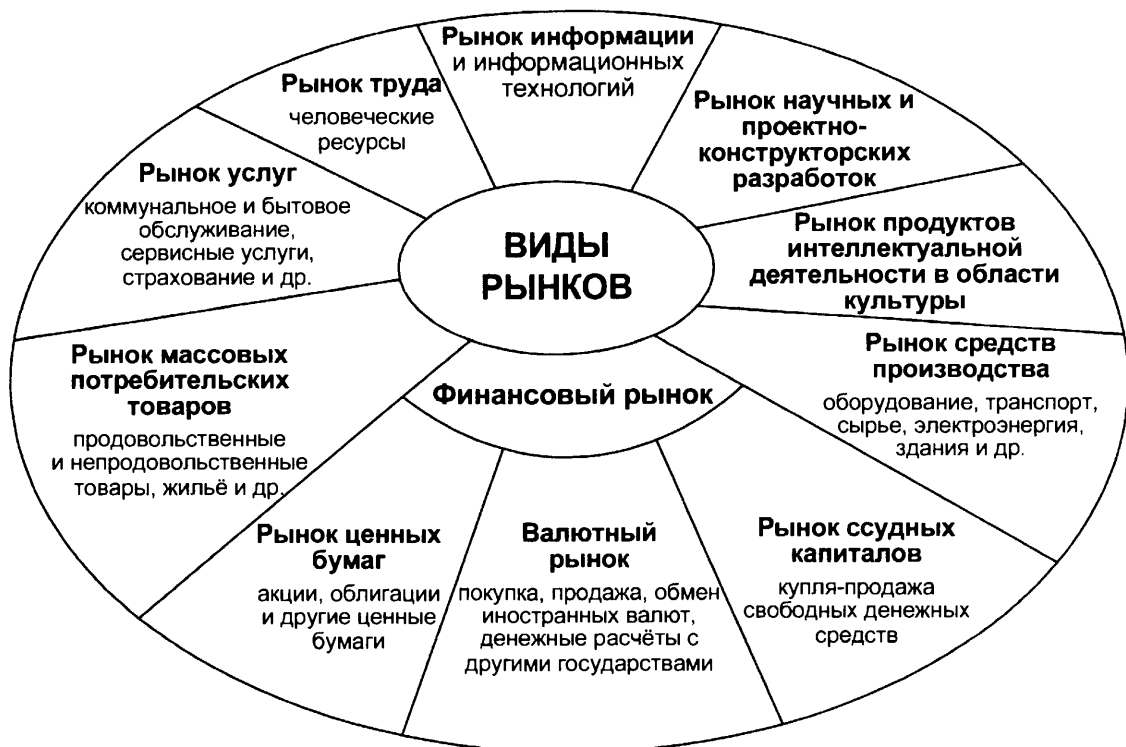 ВИДЫ
РЫНКОВ
Рынок информации
и информационных
технологий
Рынок научных и
проектно-
конструкторских
разработок
Рынок продуктов
интеллектуальной
деятельности в области
культуры
Рынок средств
производства
оборудование, транспорт,
сырье, электроэнергия,
здания и др.
Финансовый рынок
Рынок ссудных
капиталов
купля-продажа
свободных денежных
средств
Валютный
рынок
покупка, продажа, обмен
иностранных валют,
денежные расчёты с
другими государствами
Рынок ценных
бумаг
акции, облигации
и другие ценные
бумаги
Рынок массовых
потребительских
товаров
продовольственные
и непродовольственные
товары, жильё и др.
Рынок услуг
коммунальное и бытовое
обслуживание,
сервисные услуги,
страхование и др.
Рынок труда
человеческие
ресурсы